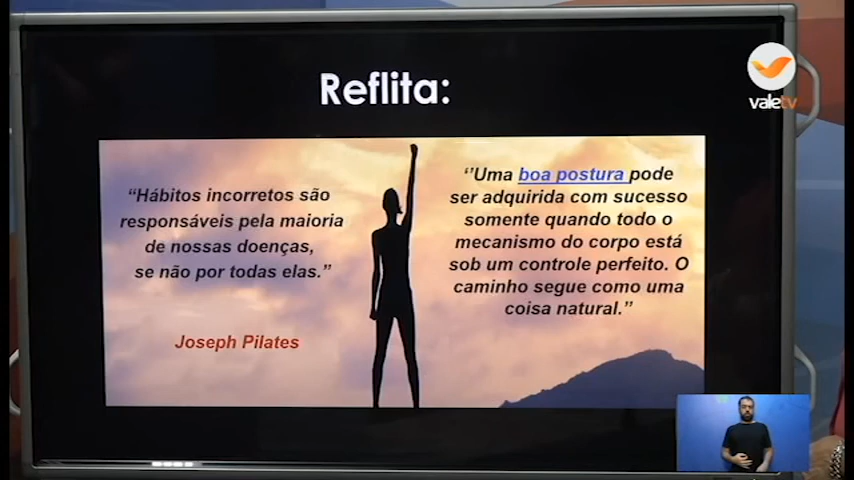 Reflita:
“Hábitos incorretos são
responsáveis pela maioria
de nossas doenças,
se não por todas elas.”
Joseph Pilates
‘’Uma boa postura pode
ser adquirida com sucesso
somente quando todo o
mecanismo do corpo está
sob um controle perfeito. O
caminho segue como uma
coisa natural.”
valetv